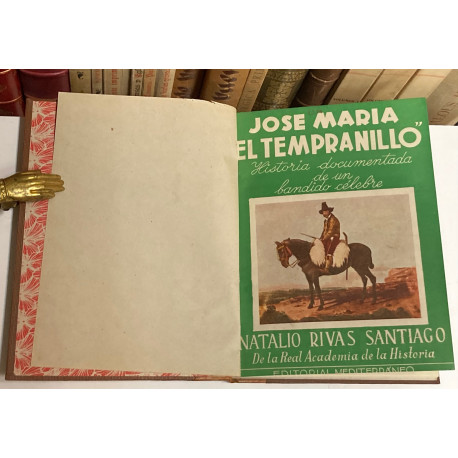 JOSE MARIA
"EL TEMPRANILLO"
Historia documentada
de un
bandido célebre
NATALIO RIVAS SANTIAGO
De la Real Academia de la Historia
EDITORIAL MEDITERRÁNEO